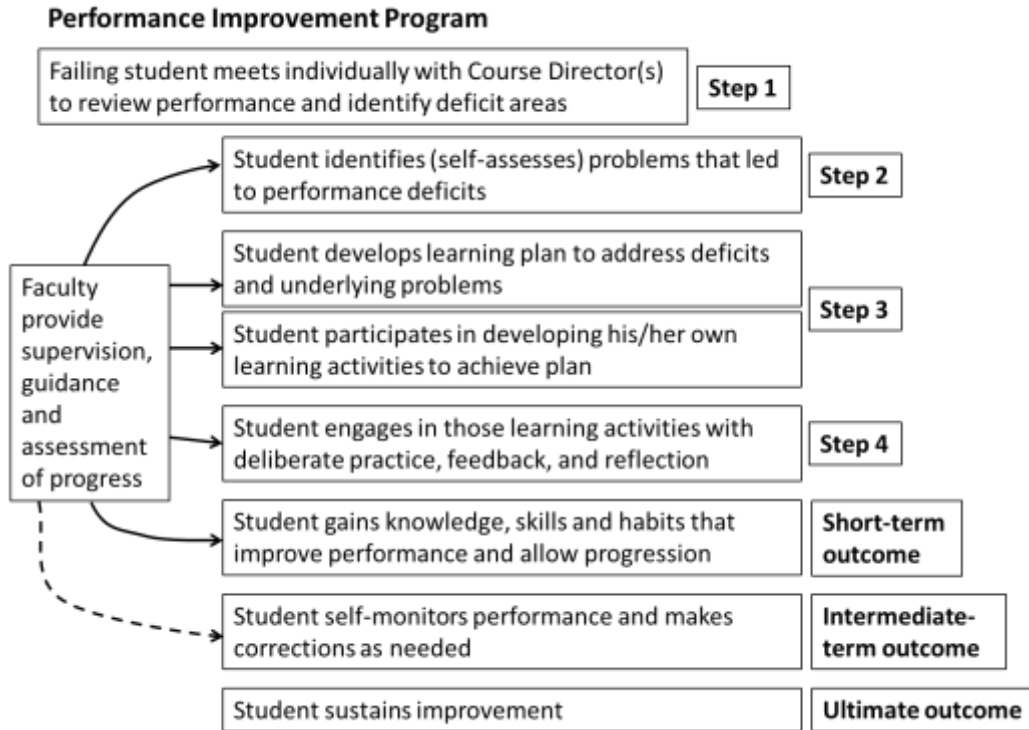 Performance Improvement Program
Failing student meets individually with Course Director(s)
to review performance and identify deficit areas
Step 1
Student identifies (self-assesses) problems that led
to performance deficits
Step 2
Faculty
provide
supervision,
guidance
and
assessment
of progress
Student develops learning plan to address deficits
and underlying problems
Student participates in developing his/her own
learning activities to achieve plan
Step 3
Student engages in those learning activities with
deliberate practice, feedback, and reflection
Step 4
Student gains knowledge, skills and habits that
improve performance and allow progression
Short-term
outcome
Student self-monitors performance and makes
corrections as needed
Intermediate-
term outcome
Student sustains improvement
Ultimate outcome